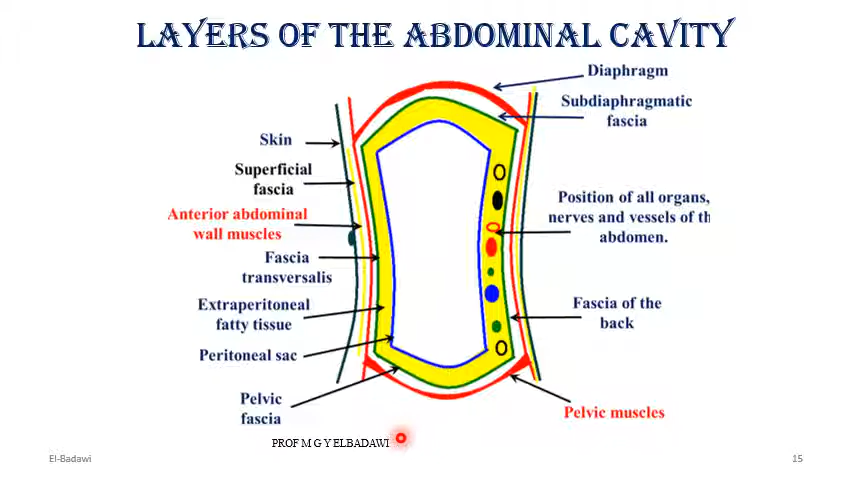 Layers of the Abdominal Cavity
Diaphragm
Subdiaphragmatic
fascia
Skin
Superficial
fascia
Anterior abdominal
wall muscles
Position of all organs,
nerves and vessels of th
abdomen.
Fascia
transversalis
Extraperitoneal
fatty tissue
Fascia of the
back
Peritoneal sac
Pelvic
fascia
Pelvic muscles
PROF M G Y ELBADAWI
El-Badawi
15